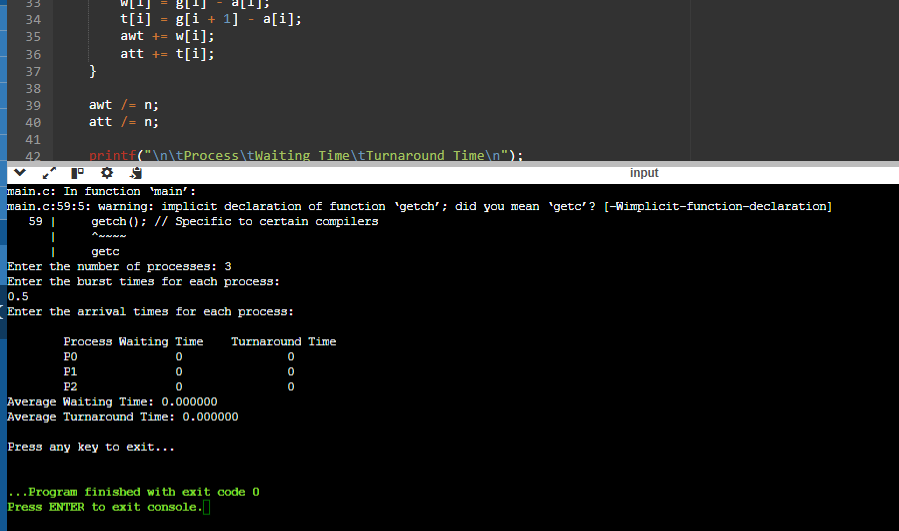 33 w[i] = g[i] - a[i];
34 t[i] = g[i + 1] - a[i];
35 awt += w[i];
36 att += t[i];
37 }
38
39 awt /= n;
40 att /= n;
41
42 printf("\n\tProcess\tWaiting Time\tTurnaround Time\n");
input
main.c: In function ‘main’:
main.c:59:5: warning: implicit declaration of function ‘getch’; did you mean ‘getc’? [-Wimplicit-function-declaration]
59 | getch(); // Specific to certain compilers
| ^~~~~
| getc
Enter the number of processes: 3
Enter the burst times for each process:
0.5
Enter the arrival times for each process:
Process Waiting Time Turnaround Time
P0 0 0
P1 0 0
P2 0 0
Average Waiting Time: 0.000000
Average Turnaround Time: 0.000000
Press any key to exit...
...Program finished with exit code 0
Press ENTER to exit console.